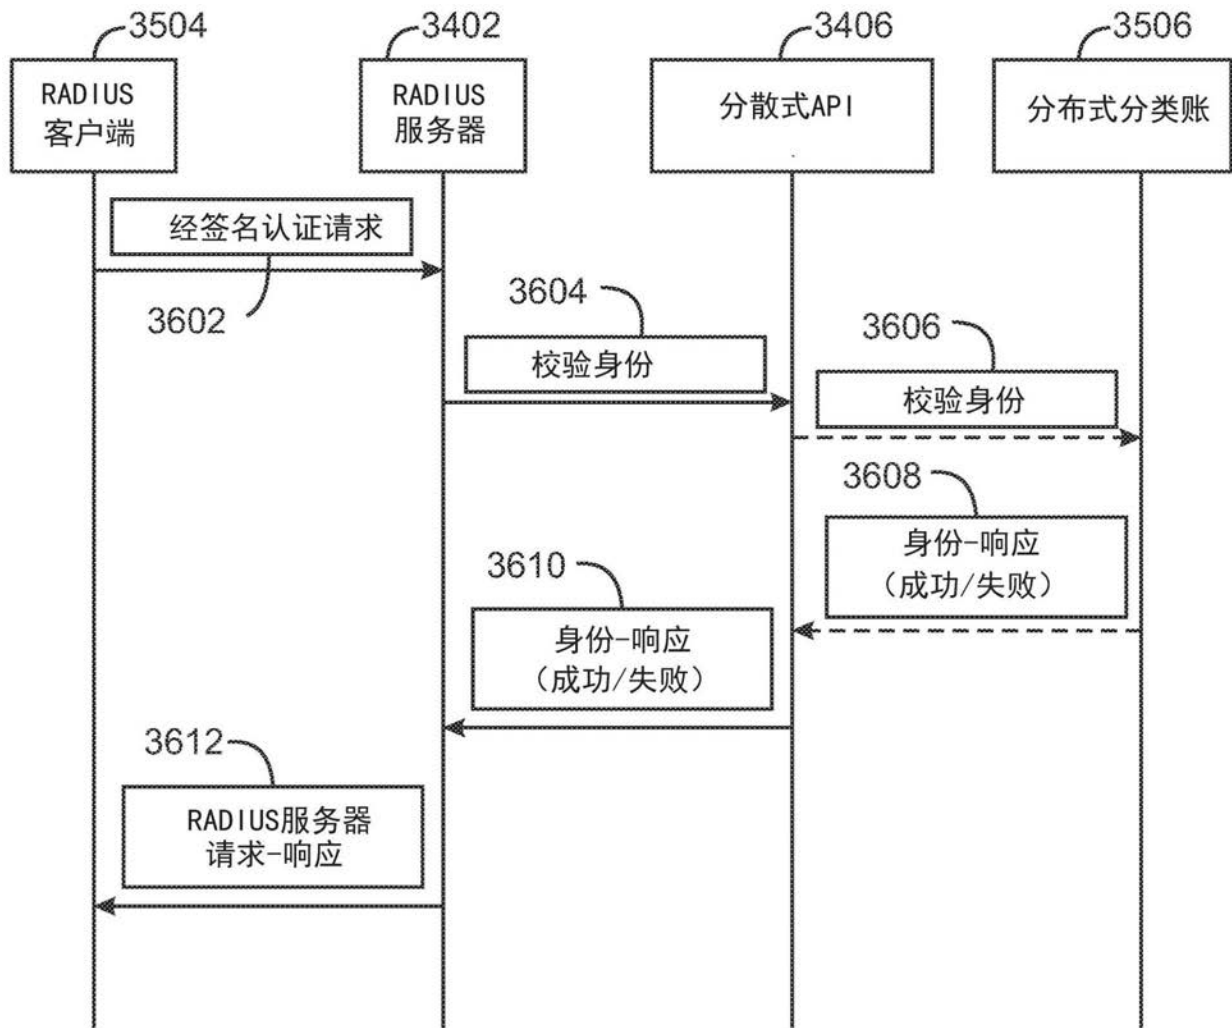 3504
3402
3406
3506
RADIUS
客户端
RADIUS
服务器
分散式API
分布式分类账
经签名认证请求
3602
3604
校验身份
3606
校验身份
3608
身份-响应
（成功/失败）
3610
身份-响应
（成功/失败）
3612
RADIUS服务器
请求-响应